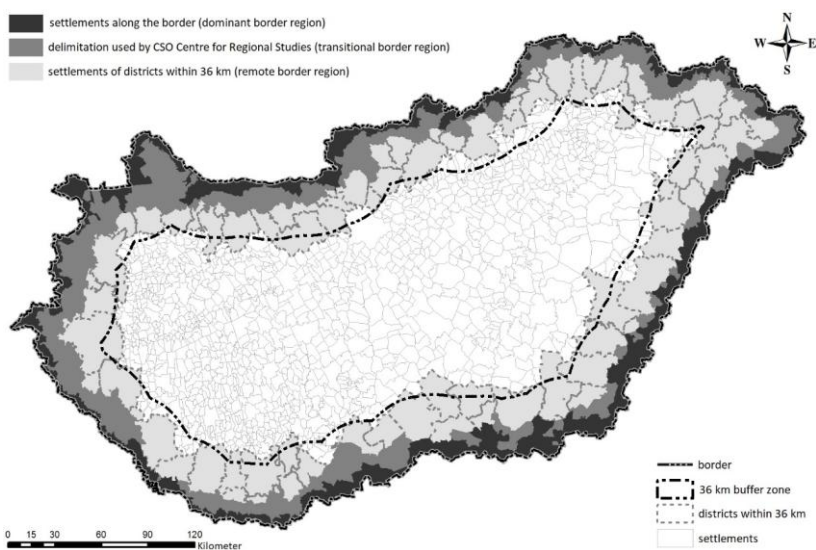 settlements along the border (dominant border region)
delimitation used by CSO Centre for Regional Studies (transitional border region)
settlements of districts within 36 km (remote border region)
N
W E
S
border
36 km buffer zone
districts within 36 km
settlements
0 15 30 60 90 120
Kilometer